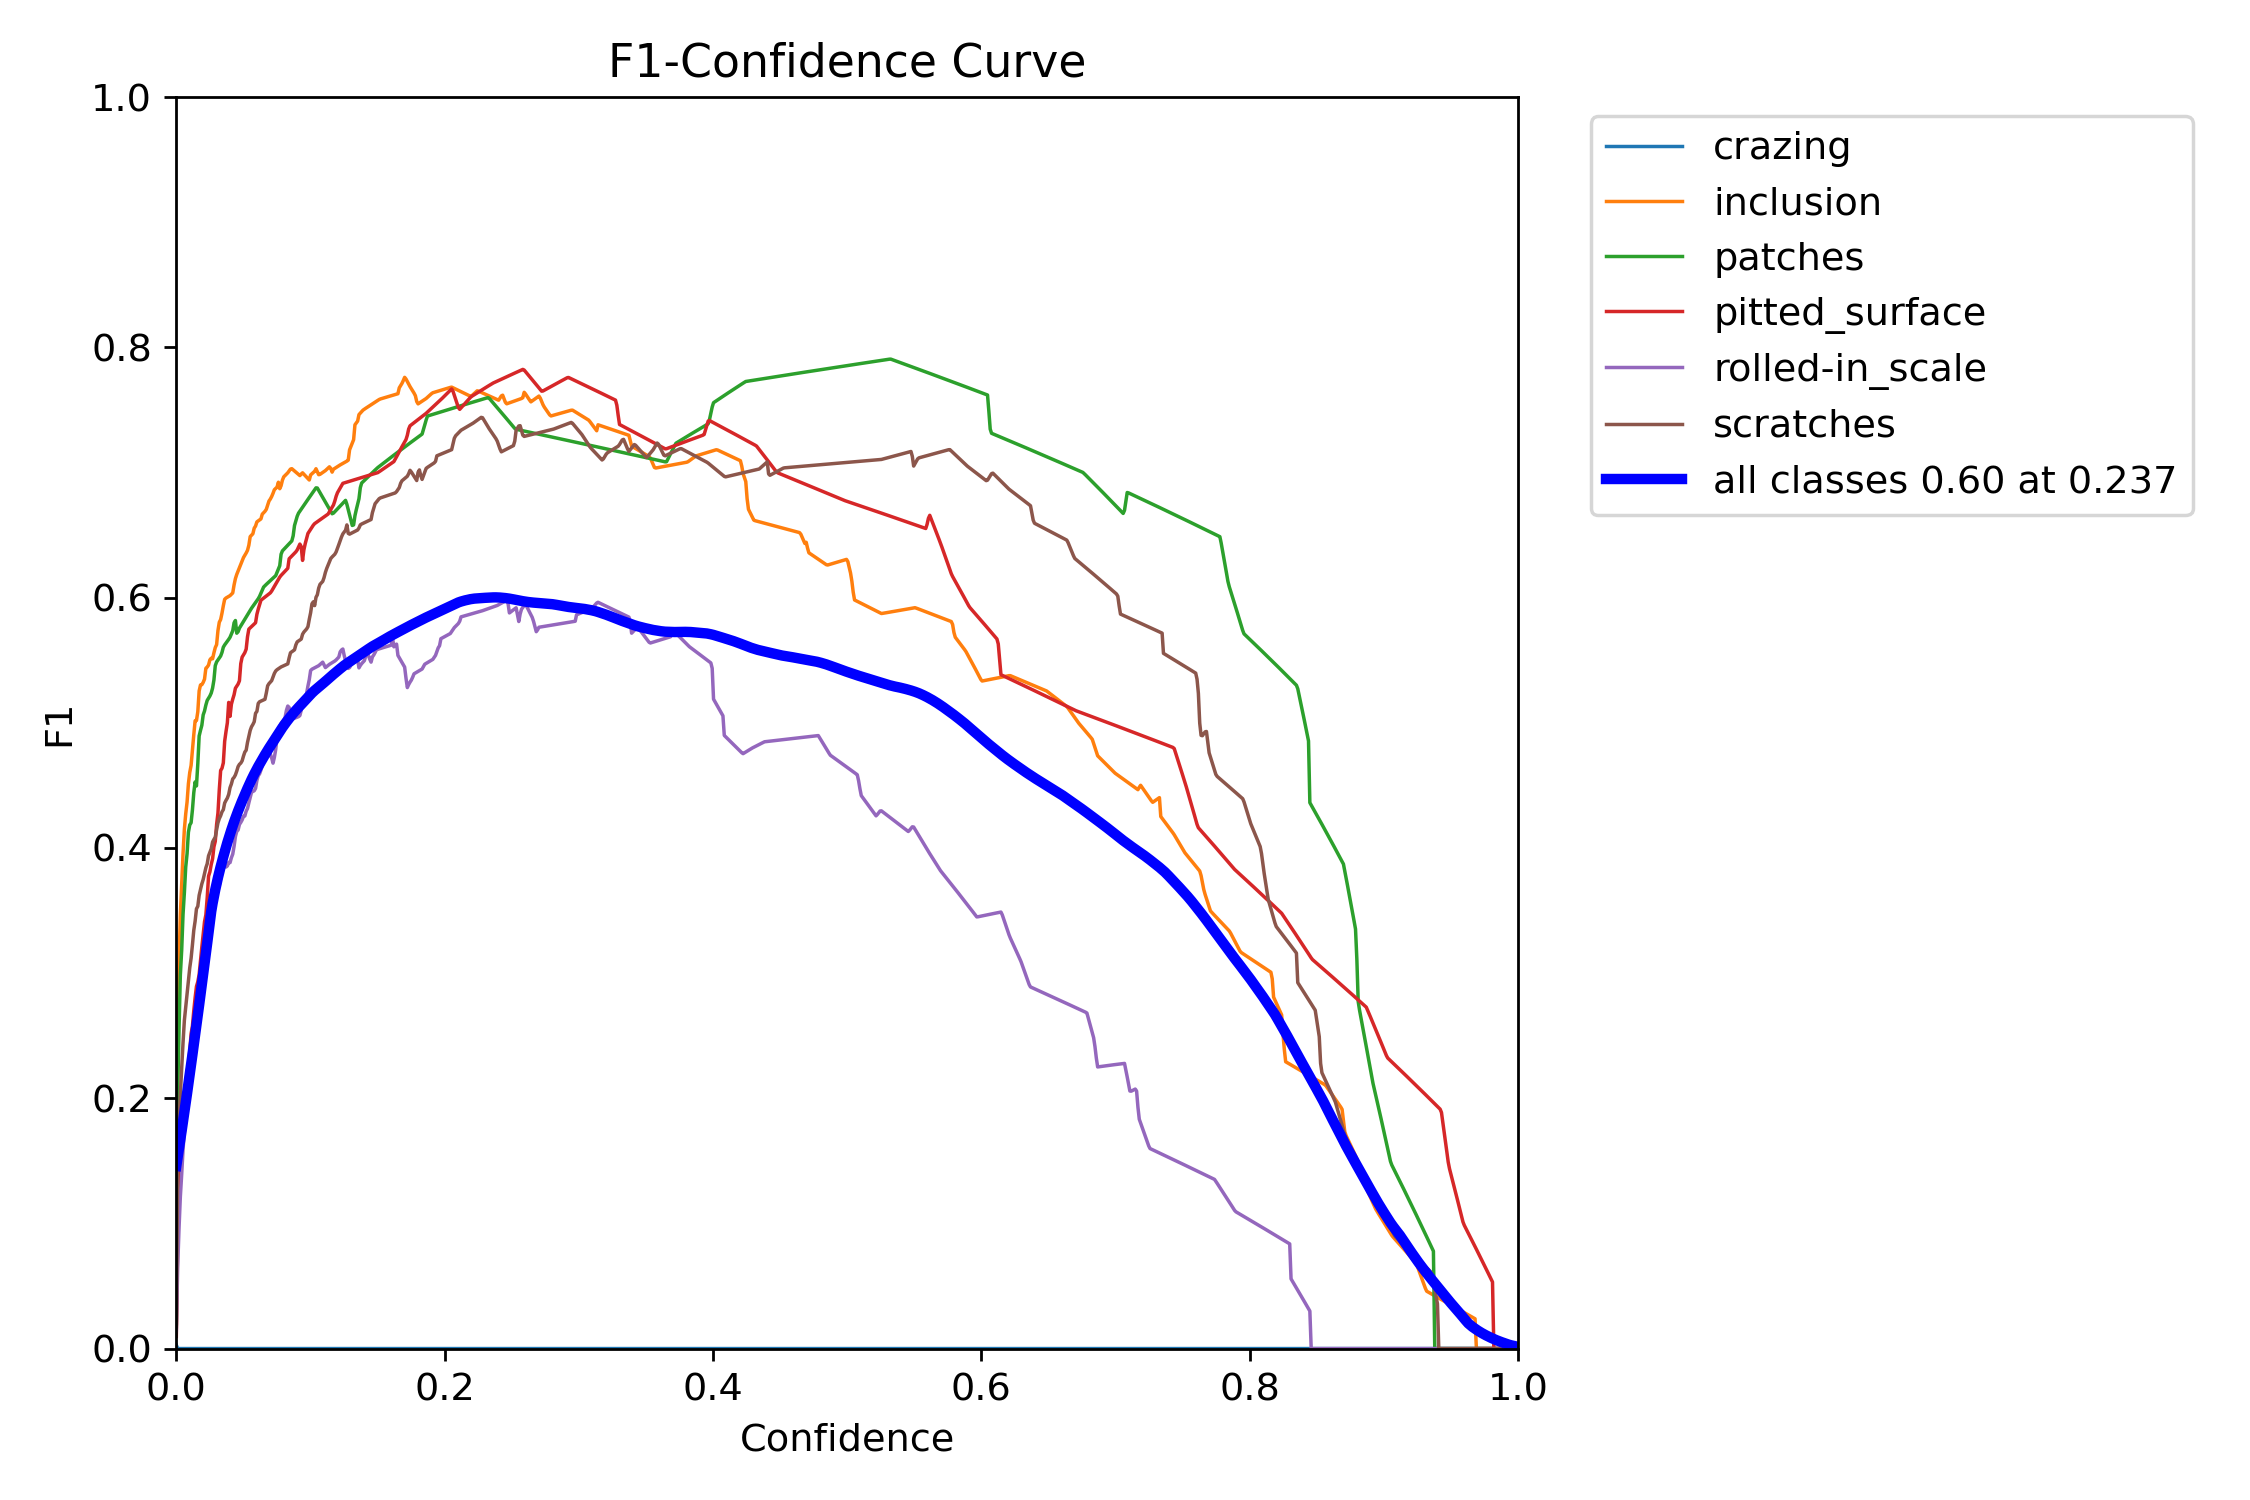 F1-Confidence Curve
1.0
0.8
0.6
0.4
0.2
0.0
F1
0.0 0.2 0.4 0.6 0.8 1.0
Confidence
crazing
inclusion
patches
pitted_surface
rolled-in_scale
scratches
all classes 0.60 at 0.237